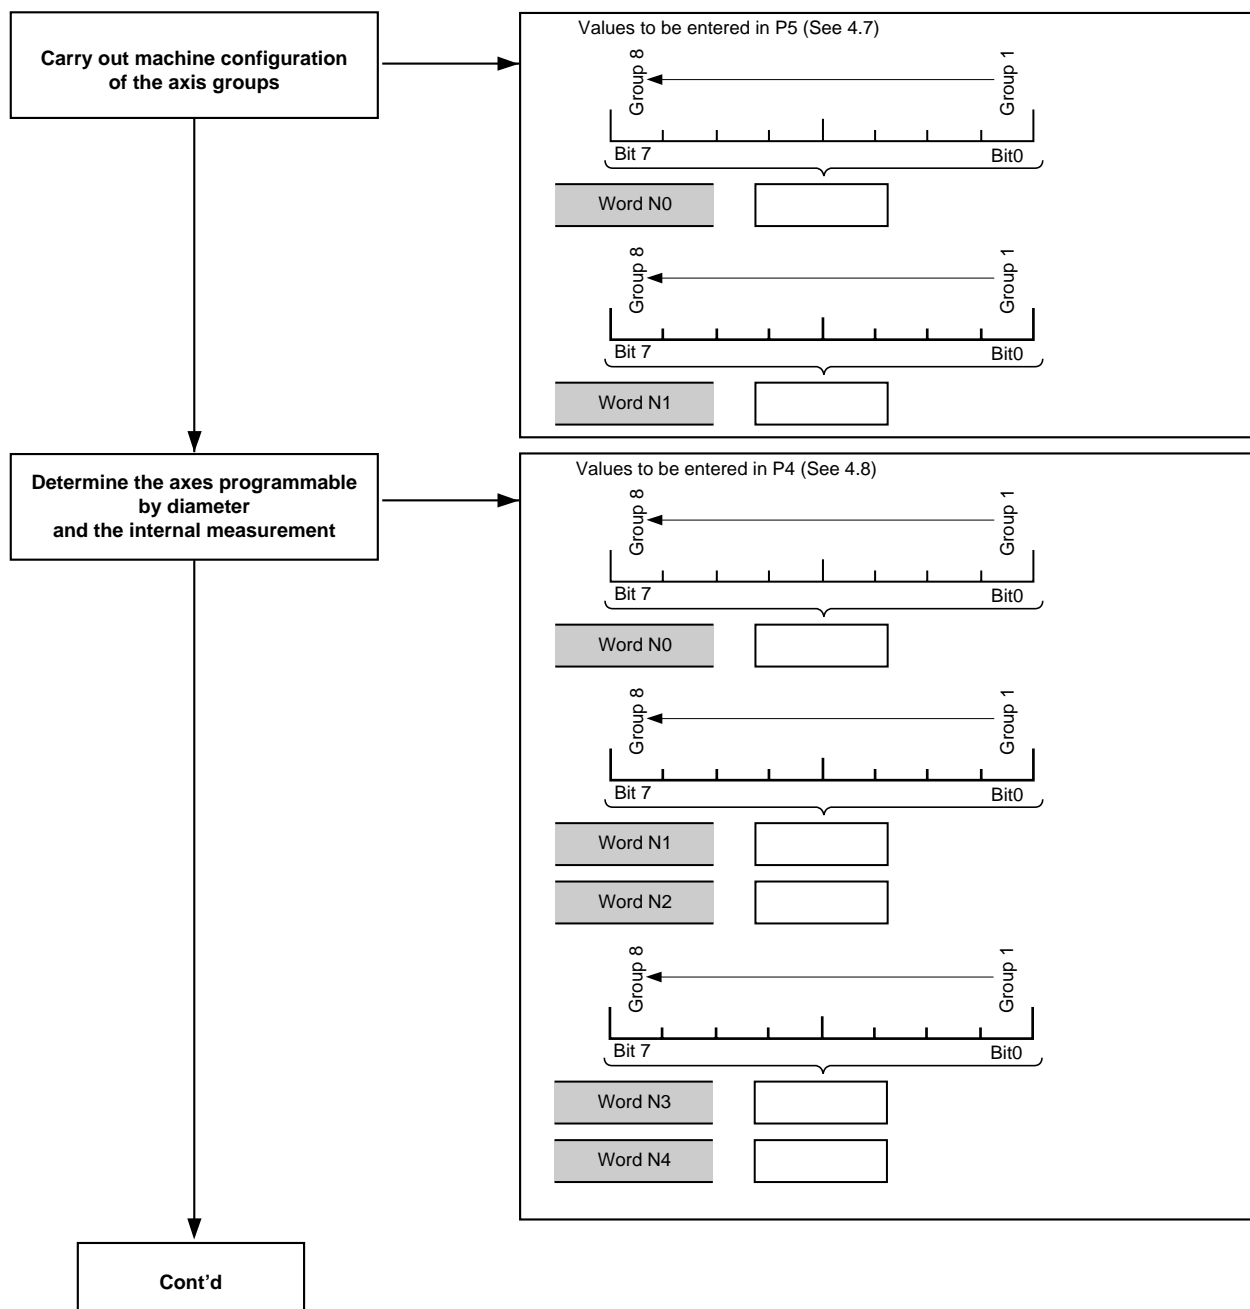 Carry out machine configuration
of the axis groups
Values to be entered in P5 (See 4.7)
Group 8
Group 1
Bit 7
Bit0
Word N0
Group 8
Group 1
Bit 7
Bit0
Word N1
Determine the axes programmable
by diameter
and the internal measurement
Values to be entered in P4 (See 4.8)
Group 8
Group 1
Bit 7
Bit0
Word N0
Group 8
Group 1
Bit 7
Bit0
Word N1
Word N2
Group 8
Group 1
Bit 7
Bit0
Word N3
Word N4
Cont'd